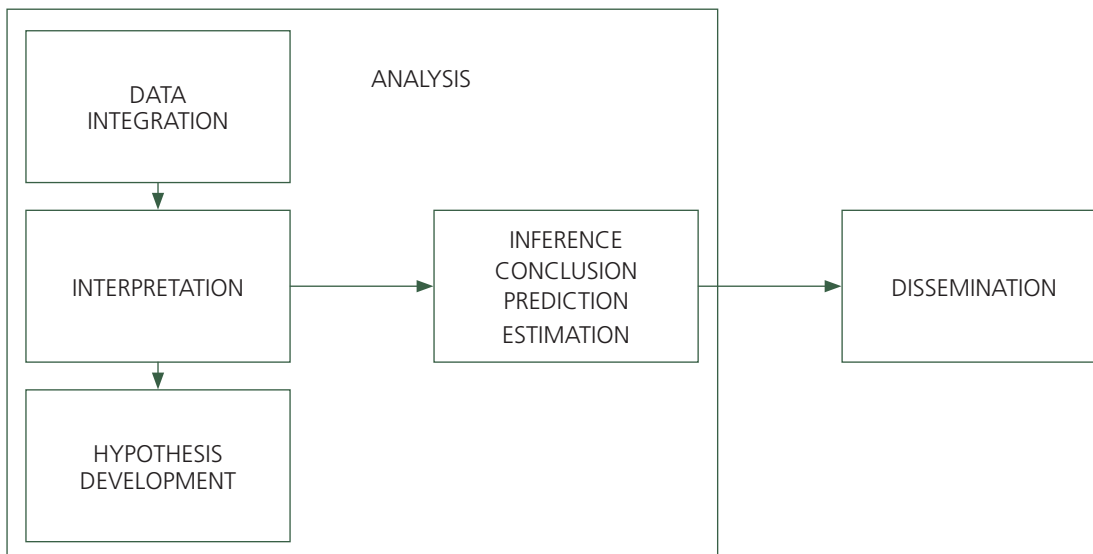 DATA
INTEGRATION
ANALYSIS
INTERPRETATION
INFERENCE
CONCLUSION
PREDICTION
ESTIMATION
DISSEMINATION
HYPOTHESIS
DEVELOPMENT